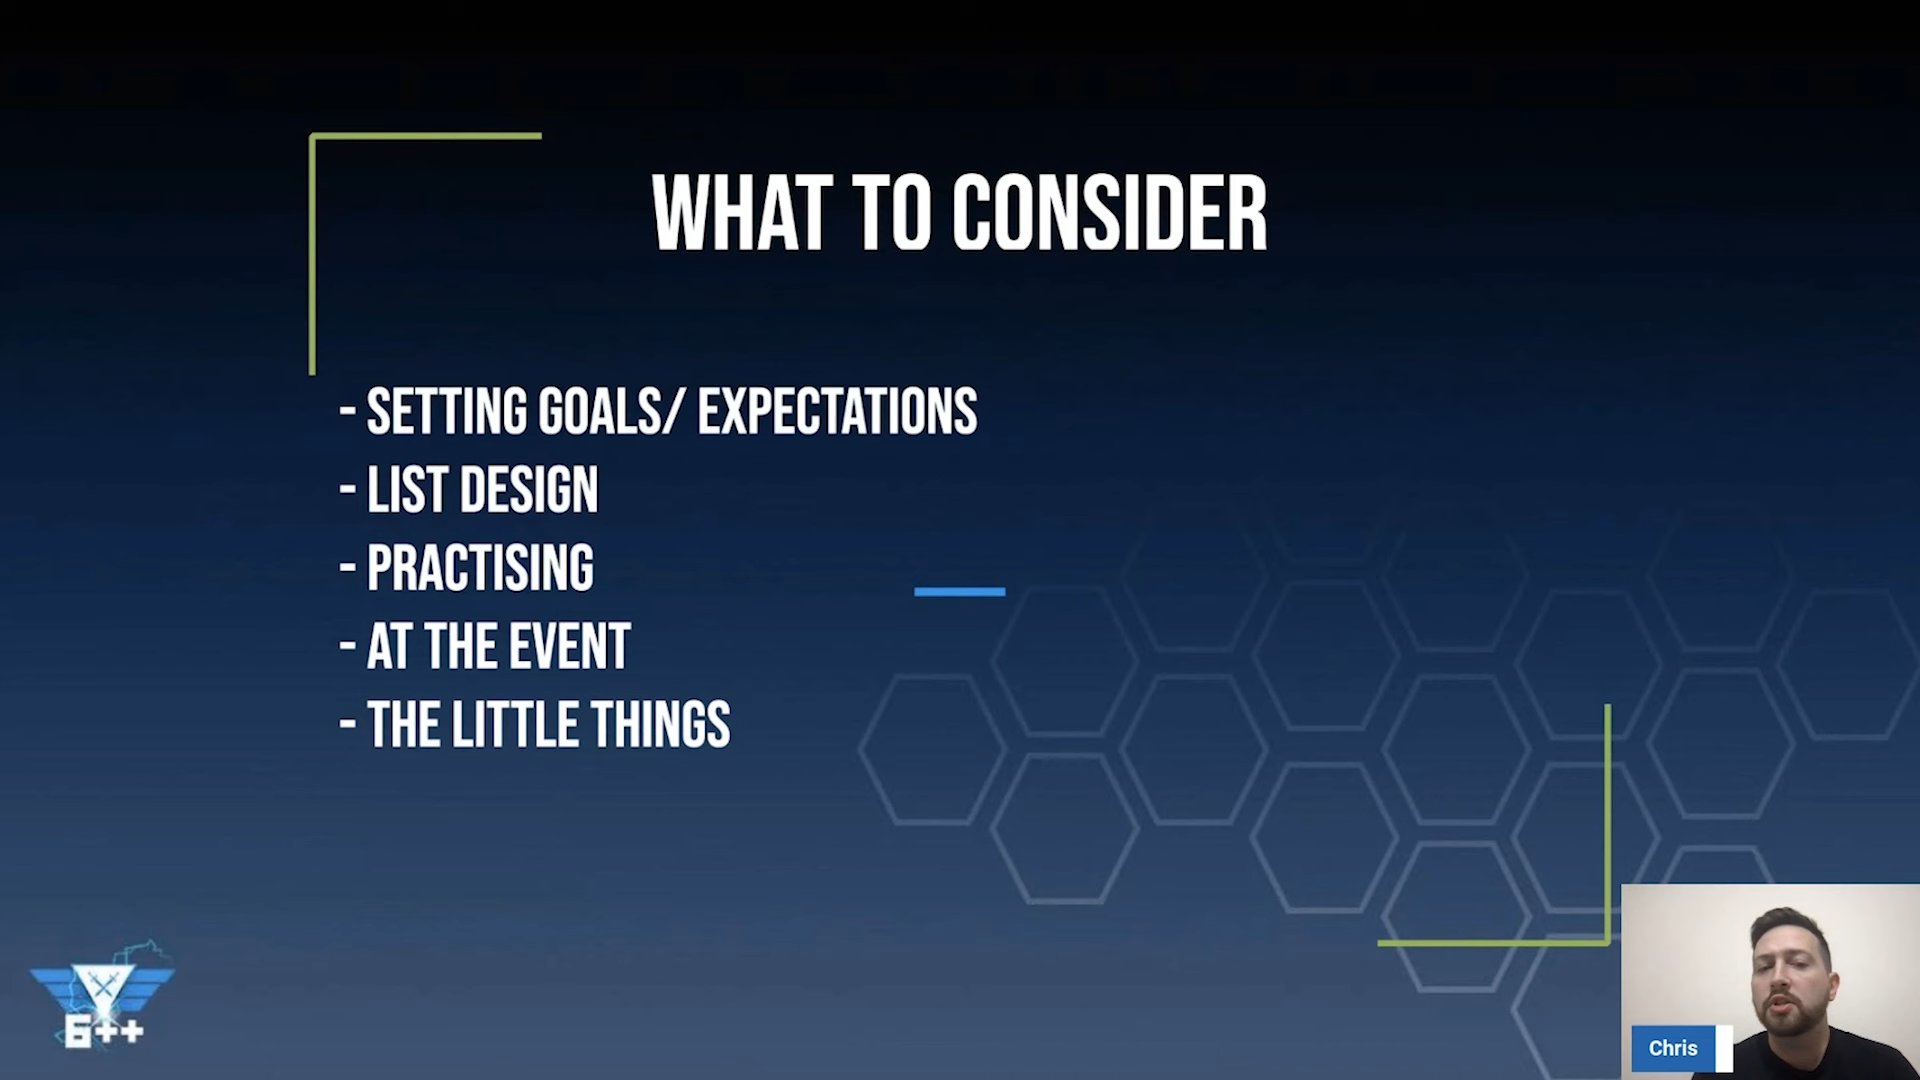 WHAT TO CONSIDER
- SETTING GOALS/ EXPECTATIONS
- LIST DESIGN
- PRACTISING
- AT THE EVENT
- THE LITTLE THINGS
6++
Chris